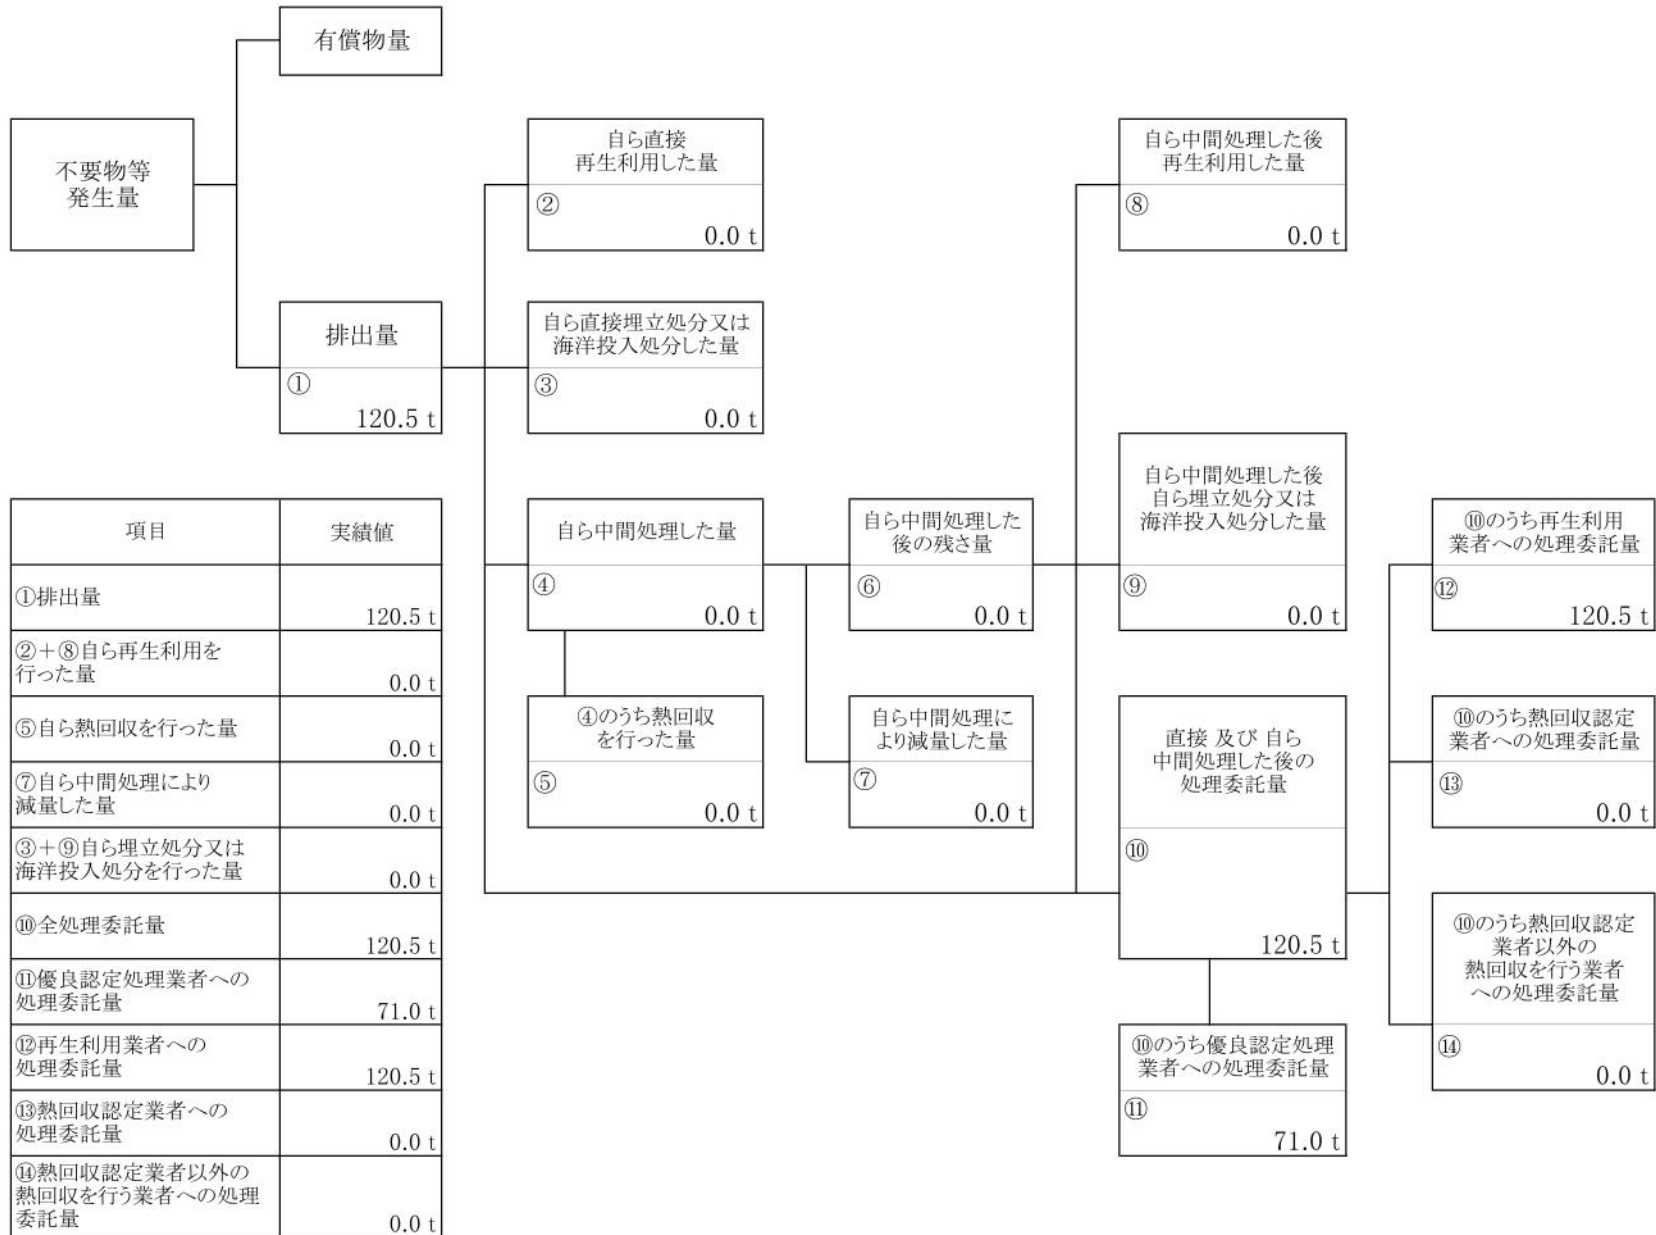 有償物量
不要物等
発生量
排出量
①
120.5 t
自ら直接
再生利用した量
②
0.0 t
自ら直接埋立処分又は
海洋投入処分した量
③
0.0 t
自ら中間処理した量
④
0.0 t
④のうち熱回収
を行った量
⑤
0.0 t
自ら中間処理した
後の残さ量
⑥
0.0 t
自ら中間処理に
より減量した量
⑦
0.0 t
自ら中間処理した後
再生利用した量
⑧
0.0 t
自ら中間処理した後
自ら埋立処分又は
海洋投入処分した量
⑨
0.0 t
直接 及び 自ら
中間処理した後の
処理委託量
⑩
120.5 t
⑩のうち優良認定処理
業者への処理委託量
⑪
71.0 t
⑩のうち再生利用
業者への処理委託量
⑫
120.5 t
⑩のうち熱回収認定
業者への処理委託量
⑬
0.0 t
⑩のうち熱回収認定
業者以外の
熱回収を行う業者
への処理委託量
⑭
0.0 t
項目 実績値
①排出量
120.5 t
②＋⑧自ら再生利用を
行った量
0.0 t
⑤自ら熱回収を行った量
0.0 t
⑦自ら中間処理により
減量した量
0.0 t
③＋⑨自ら埋立処分又は
海洋投入処分を行った量
0.0 t
⑩全処理委託量
120.5 t
⑪優良認定処理業者への
処理委託量
71.0 t
⑫再生利用業者への
処理委託量
120.5 t
⑬熱回収認定業者への
処理委託量
0.0 t
⑭熱回収認定業者以外の
熱回収を行う業者への処理
委託量
0.0 t